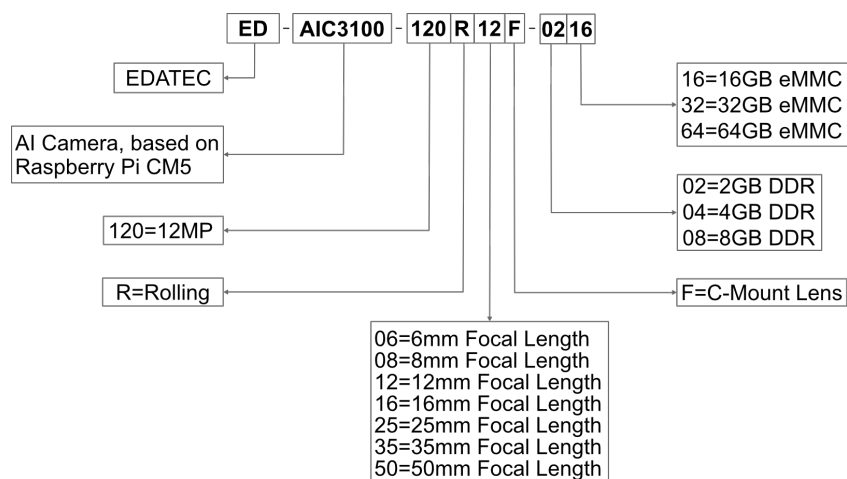 ED - AIC3100 - 120 R 12 F - 02 16
EDATEC
AI Camera, based on
Raspberry Pi CM5
120=12MP
R=Rolling
06=6mm Focal Length
08=8mm Focal Length
12=12mm Focal Length
16=16mm Focal Length
25=25mm Focal Length
35=35mm Focal Length
50=50mm Focal Length
16=16GB eMMC
32=32GB eMMC
64=64GB eMMC
02=2GB DDR
04=4GB DDR
08=8GB DDR
F=C-Mount Lens